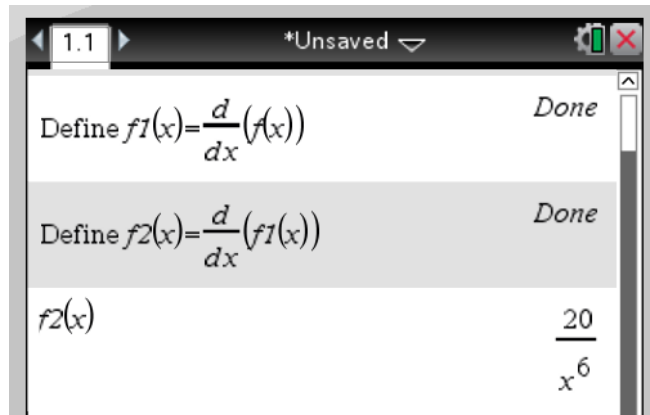 1.1 *Unsaved
Define f1(x)=d/dx(f(x)) Done
Define f2(x)=d/dx(f1(x)) Done
f2(x) 20/x^6